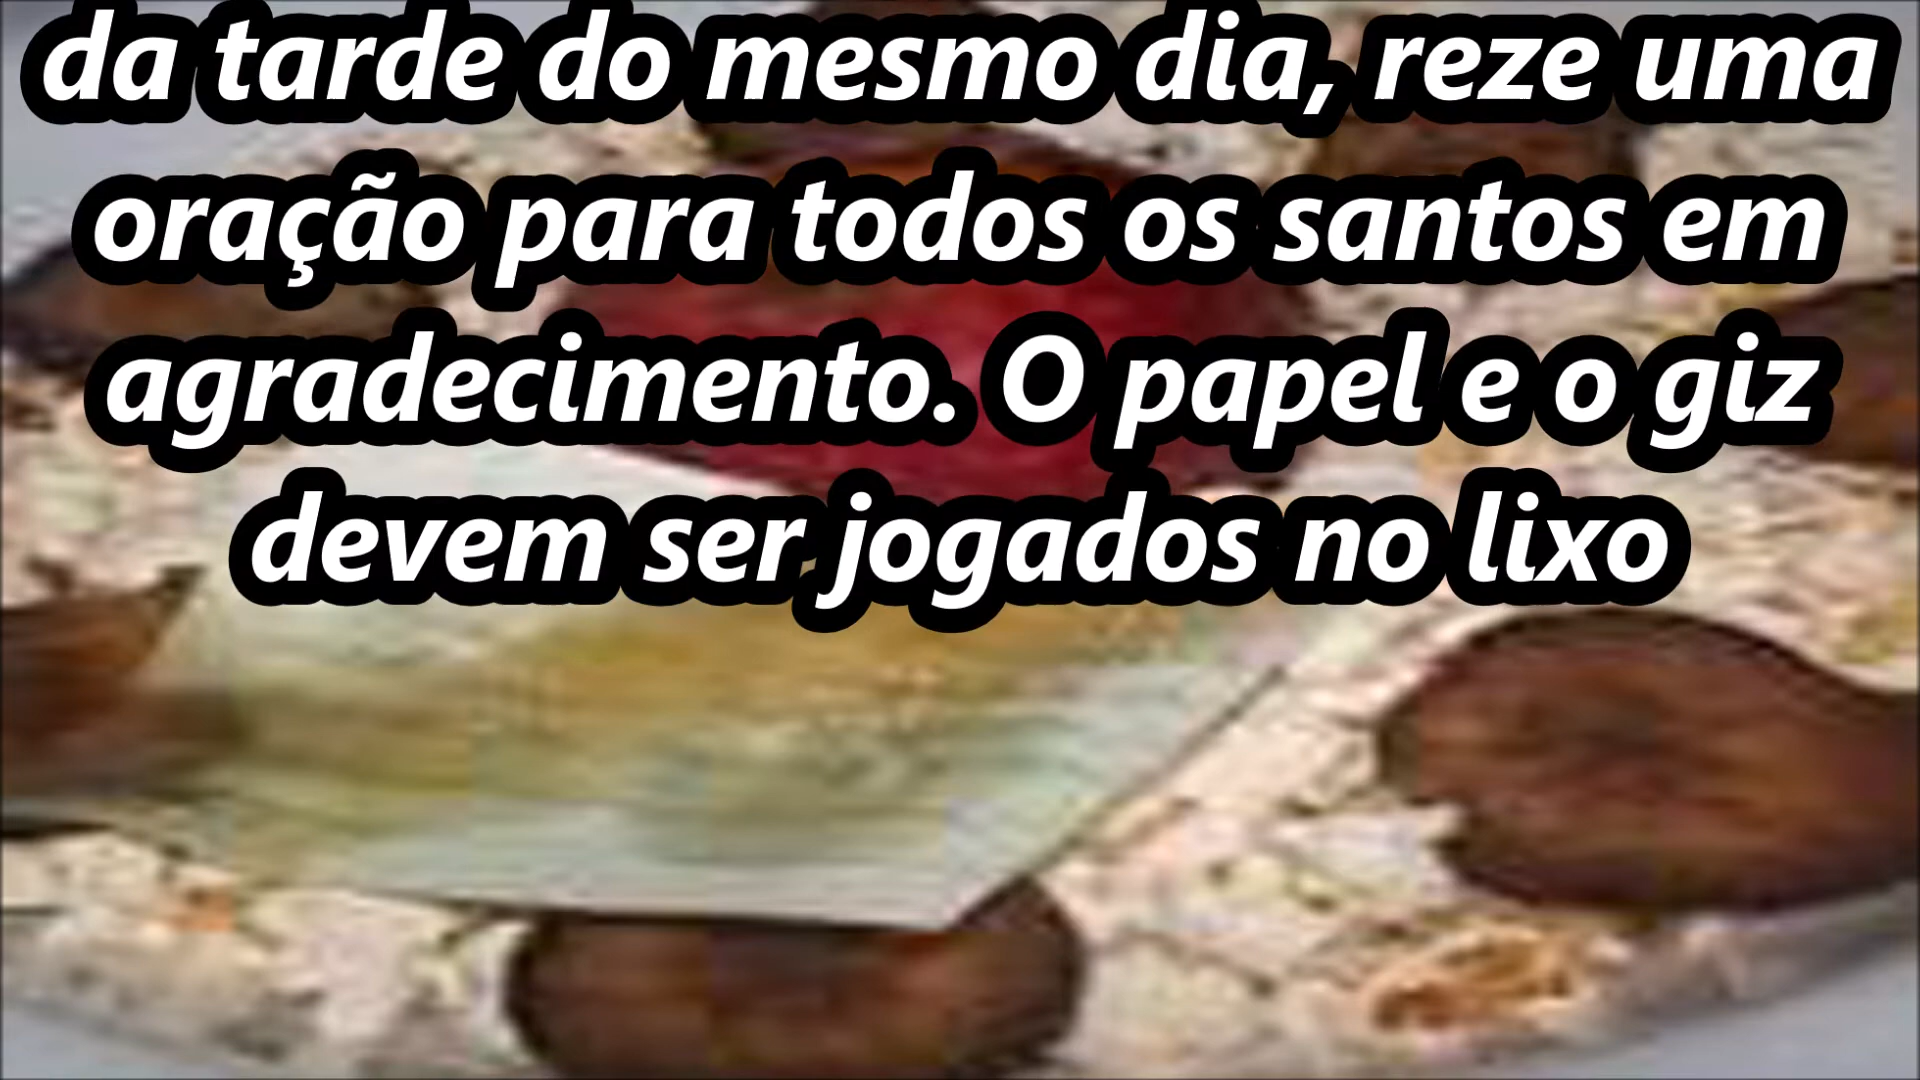 da tarde do mesmo dia, reze uma
oração para todos os santos em
agradecimento. O papel e o giz
devem ser jogados no lixo